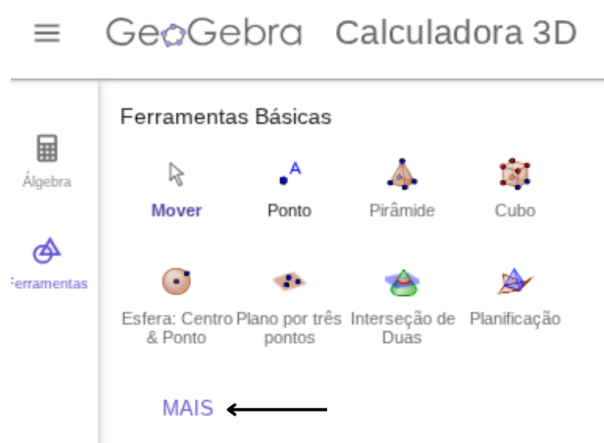 GeoGebra Calculadora 3D
Ferramentas Básicas
Álgebra
A
Mover Ponto Pirâmide Cubo
Ferramentas
Esfera: Centro Plano por três Interseção de Planificação
& Ponto pontos Duas
MAIS